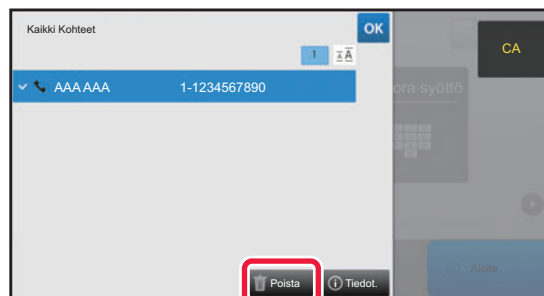 Kaikki Kohteet
OK
CA
1
AAA AAA 1-1234567890
ora syöttö
Poista
Tiedot.
Aloita